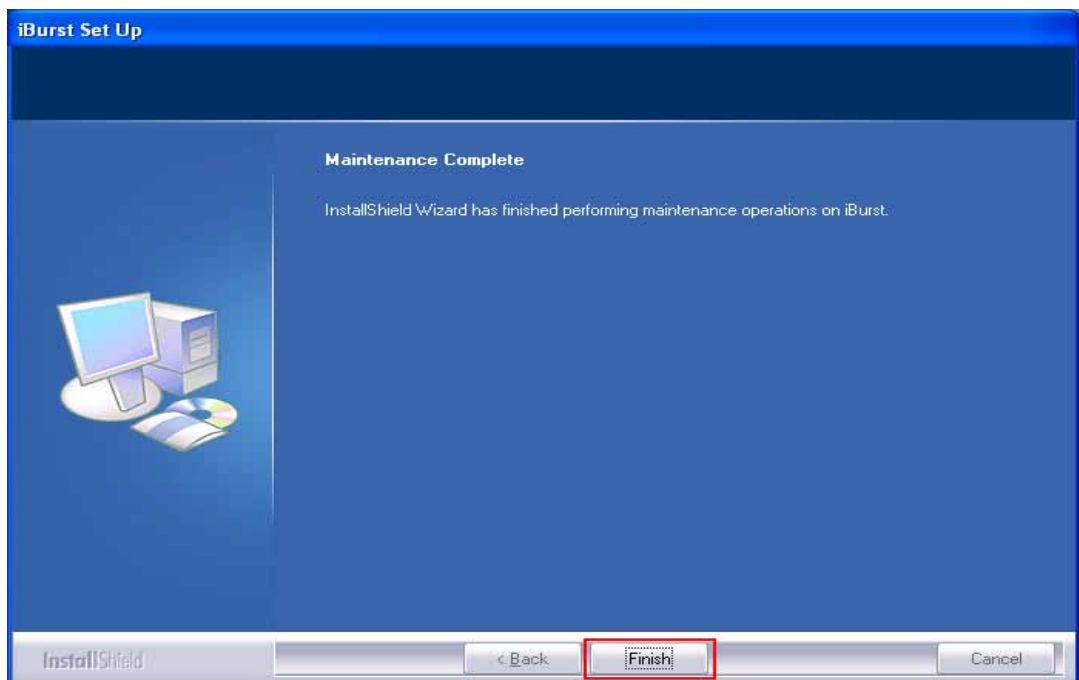 iBurst Set Up
Maintenance Complete
InstallShield Wizard has finished performing maintenance operations on iBurst.
InstallShield
< Back
Finish
Cancel